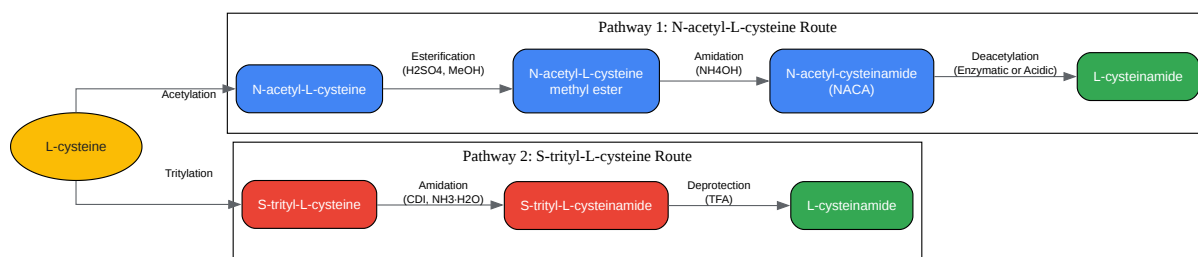 Pathway 1: N-acetyl-L-cysteine Route
Esterification
(H2SO4, MeOH)
Amidation
(NH4OH)
Deacetylation
(Enzymatic or Acidic)
N-acetyl-L-cysteine
N-acetyl-L-cysteine
methyl ester
N-acetyl-cysteinamide
(NACA)
L-cysteinamide
Acetylation
L-cysteine
Tritylation
Pathway 2: S-trityl-L-cysteine Route
Amidation
(CDI, NH3·H2O)
Deprotection
(TFA)
S-trityl-L-cysteine
S-trityl-L-cysteinamide
L-cysteinamide